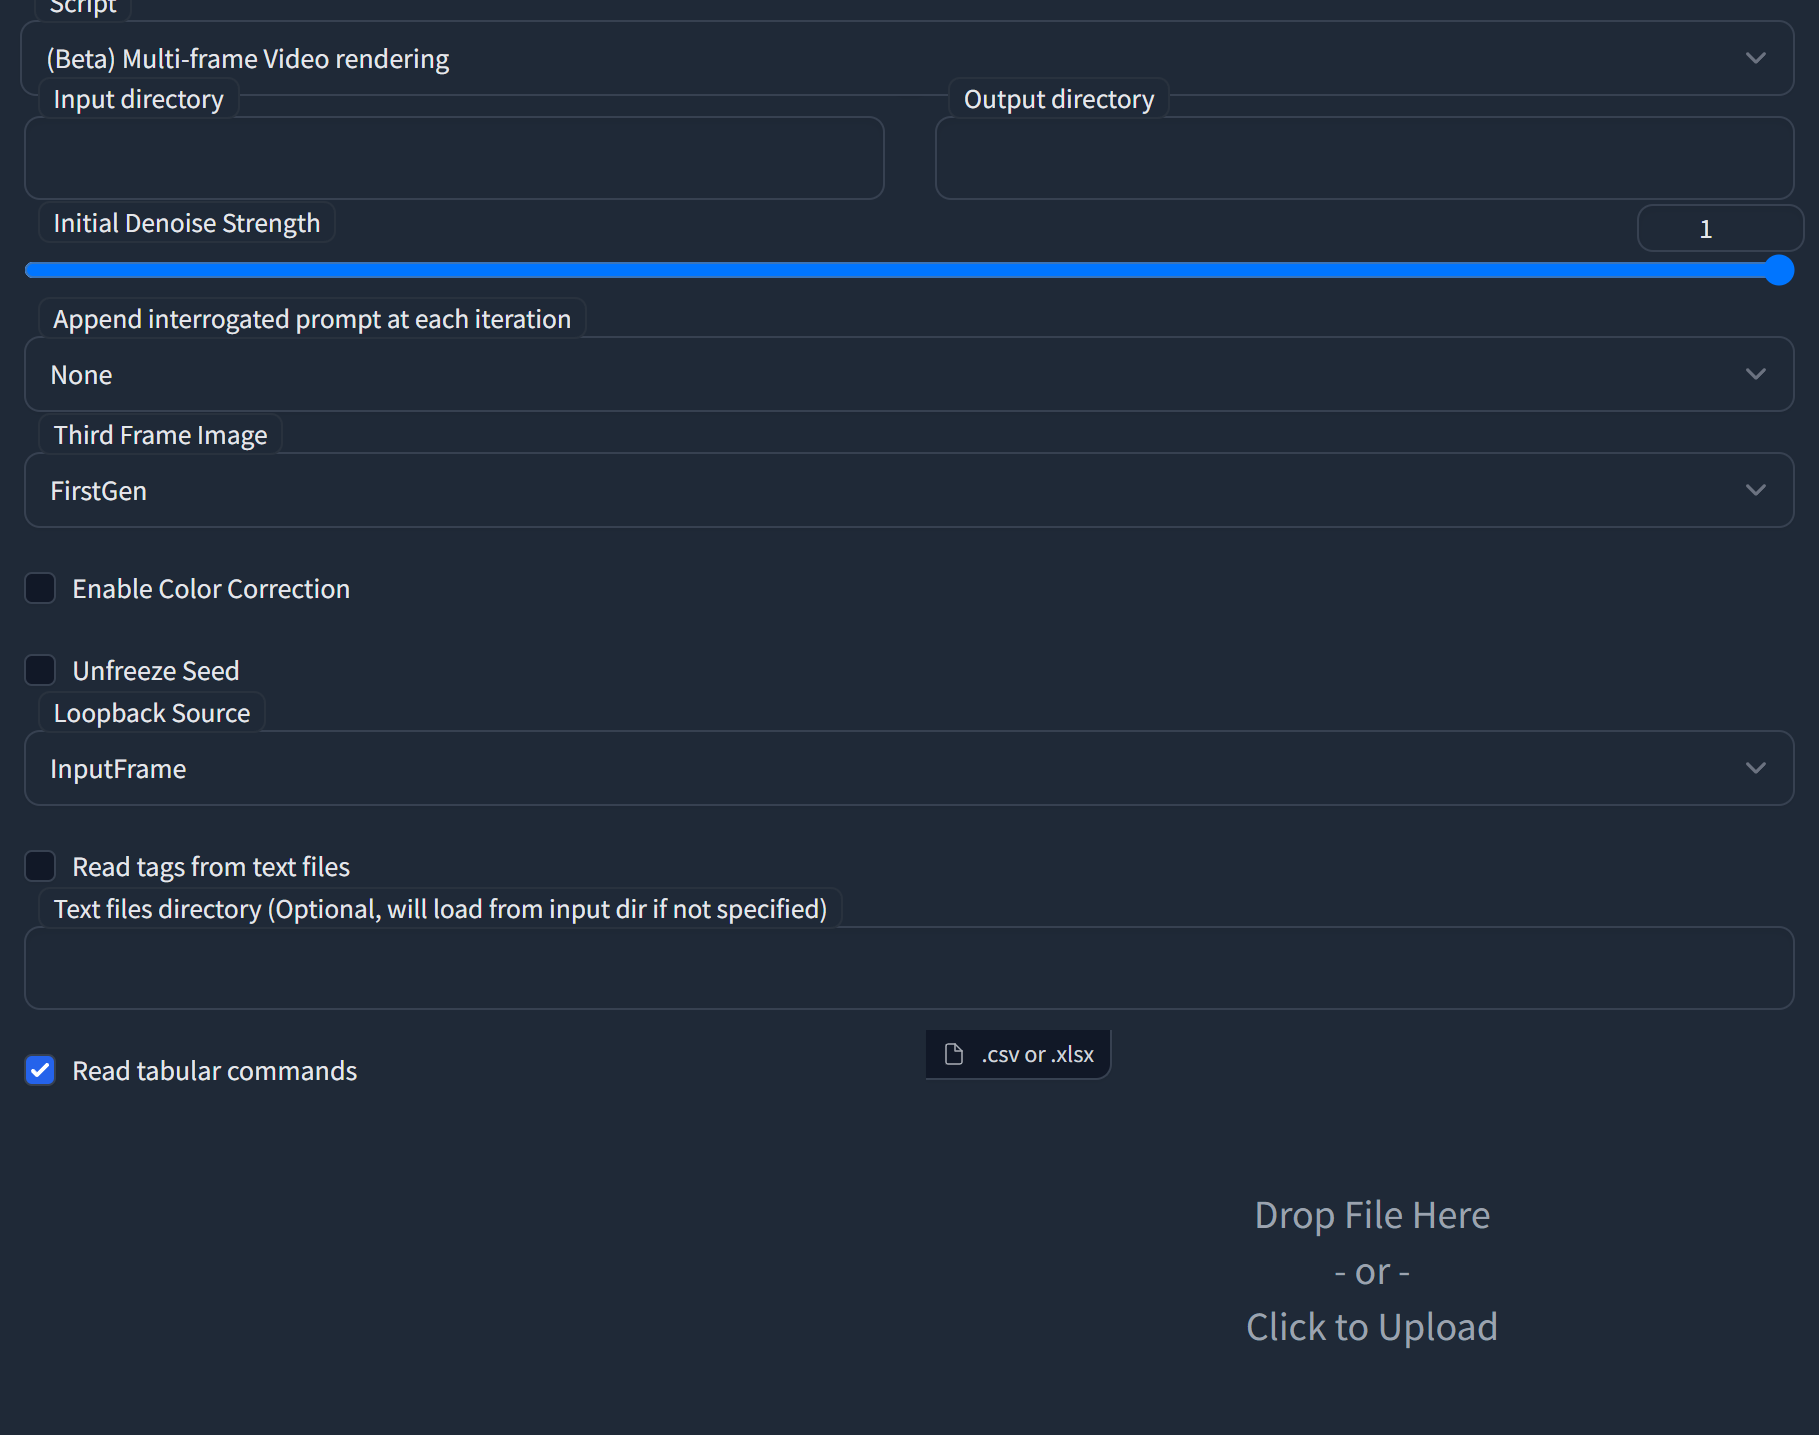 Script
(Beta) Multi-frame Video rendering
Input directory
Output directory
Initial Denoise Strength
1
Append interrogated prompt at each iteration
None
Third Frame Image
FirstGen
Enable Color Correction
Unfreeze Seed
Loopback Source
InputFrame
Read tags from text files
Text files directory (Optional, will load from input dir if not specified)
Read tabular commands
.csv or .xlsx
Drop File Here
- or -
Click to Upload